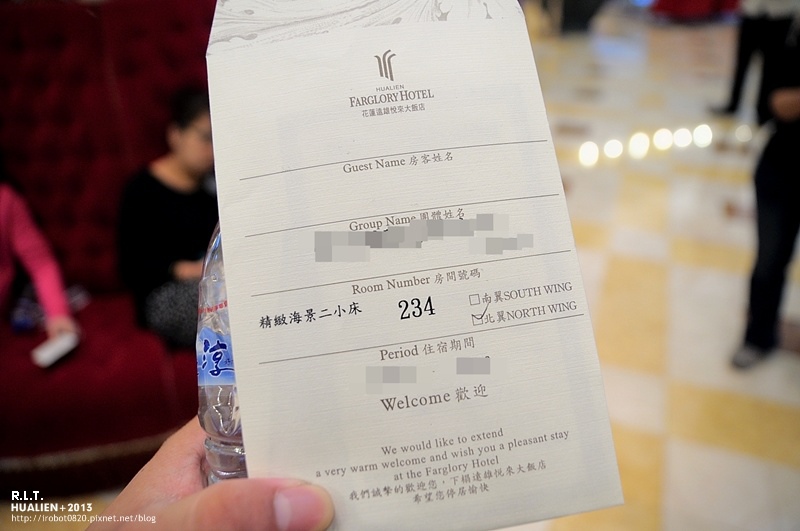 HUALIEN
FARGLORY HOTEL
花蓮遠雄悅來大飯店
Guest Name 房客姓名
Group Name 團體姓名
Room Number 房間號碼
精緻海景二小床 234
南翼SOUTH WING
北翼NORTH WING
Period 住宿期間
Welcome 歡迎
We would like to extend
a very warm welcome and wish you a pleasant stay
at the Farglory Hotel
我們誠摯的歡迎您，下榻遠雄悅來大飯店
希望您停居愉快
R.L.T.
HUALIEN+2013
http://irobot0820.pixnet.net/blog